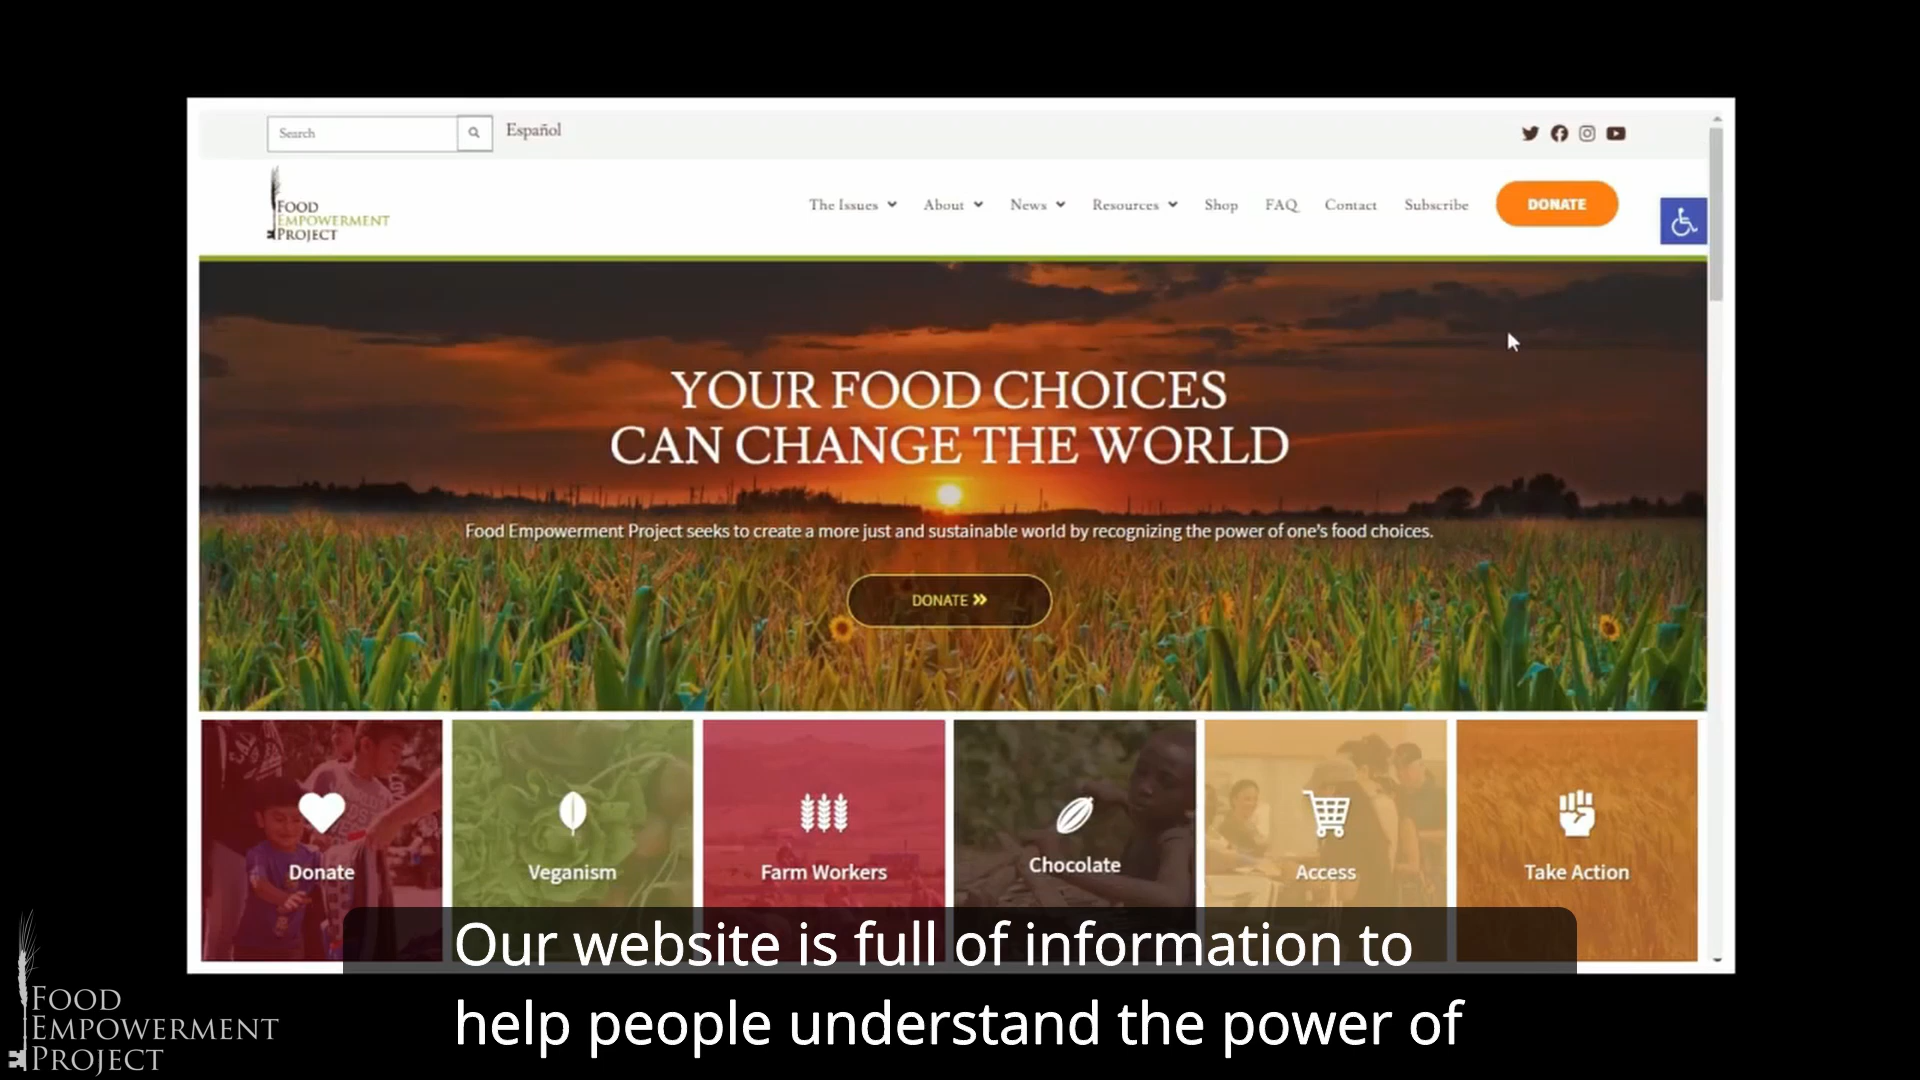 Search
Español
FOOD
EMPOWERMENT
PROJECT
The Issues
About
News
Resources
Shop
FAQ
Contact
Subscribe
DONATE
YOUR FOOD CHOICES
CAN CHANGE THE WORLD
Food Empowerment Project seeks to create a more just and sustainable world by recognizing the power of one's food choices.
DONATE »
Donate
Veganism
Farm Workers
Chocolate
Access
Take Action
Our website is full of information to
help people understand the power of
FOOD
EMPOWERMENT
PROJECT